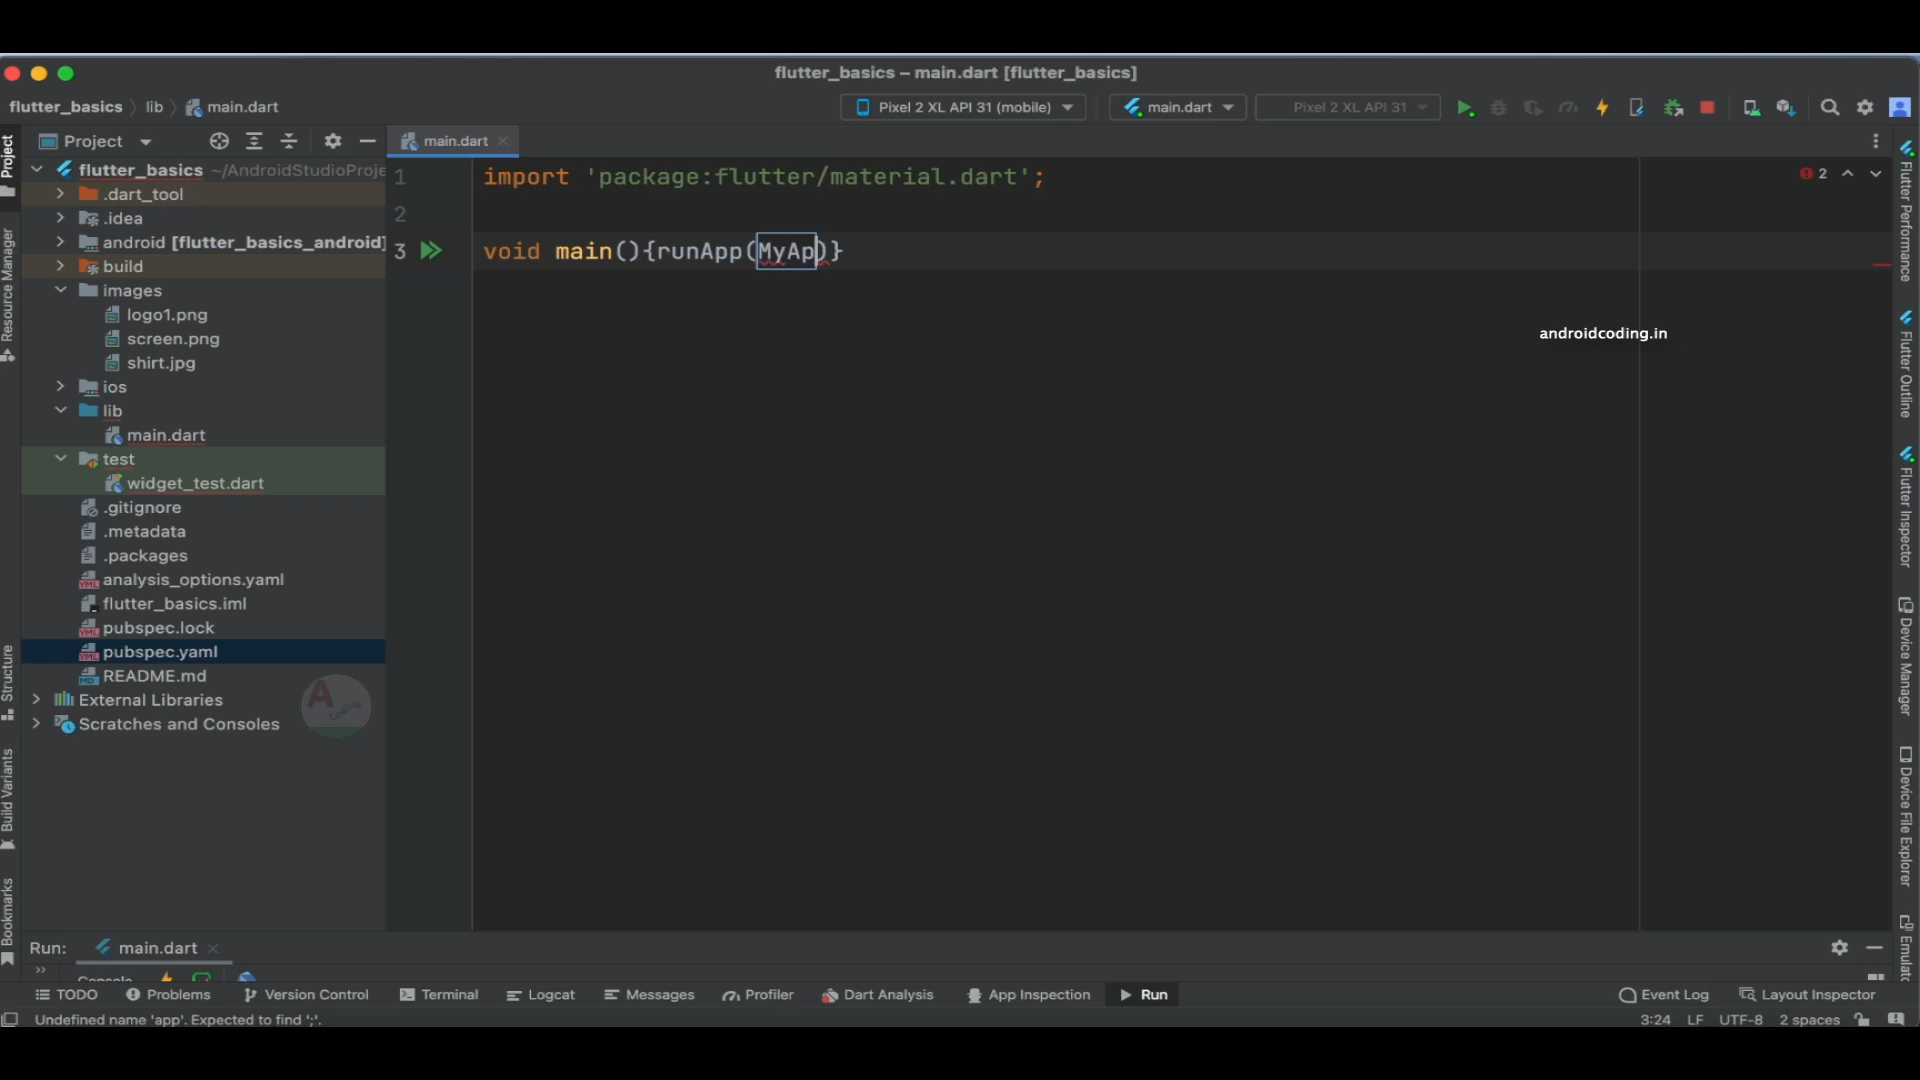 flutter_basics – main.dart [flutter_basics]
flutter_basics lib main.dart
Pixel 2 XL API 31 (mobile) main.dart Pixel 2 XL API 31
Project
main.dart
flutter_basics ~/AndroidStudioProje
.dart_tool
.idea
android [flutter_basics_android]
build
images
logo1.png
screen.png
shirt.jpg
ios
lib
main.dart
test
widget_test.dart
.gitignore
.metadata
.packages
analysis_options.yaml
flutter_basics.iml
pubspec.lock
pubspec.yaml
README.md
External Libraries
Scratches and Consoles
A Coding
1 import 'package:flutter/material.dart';
2
3 void main(){runApp(MyAp)}
2
androidcoding.in
Project
Resource Manager
Structure
Build Variants
Bookmarks
Flutter Performance
Flutter Outline
Flutter Inspector
Device Manager
Device File Explorer
Emulato
Run: main.dart
Console
TODO Problems Version Control Terminal Logcat Messages Profiler Dart Analysis App Inspection Run Event Log Layout Inspector
Undefined name 'app'. Expected to find ';'. 3:24 LF UTF-8 2 spaces